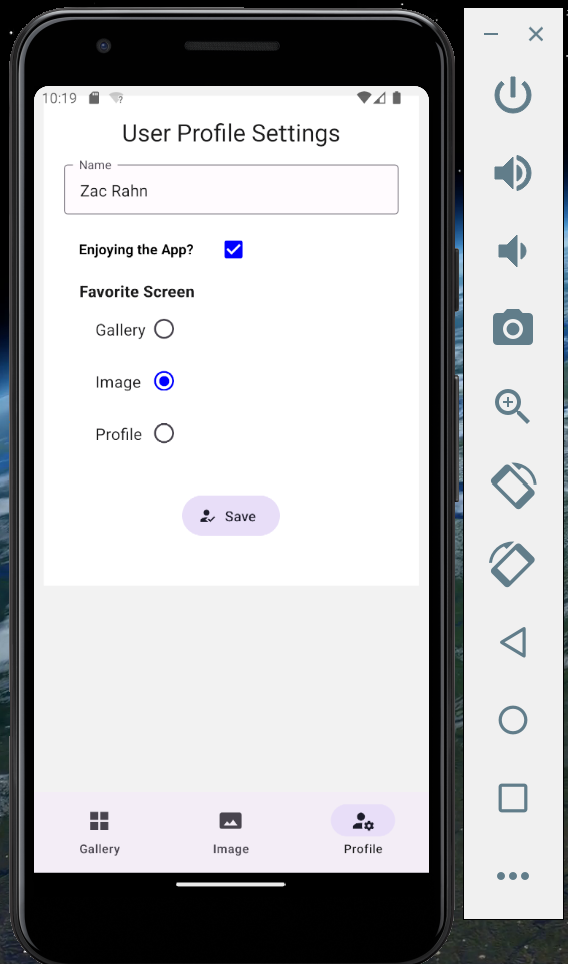 10:19
User Profile Settings
Name
Zac Rahn
Enjoying the App?
Favorite Screen
Gallery
Image
Profile
Save
Gallery Image Profile